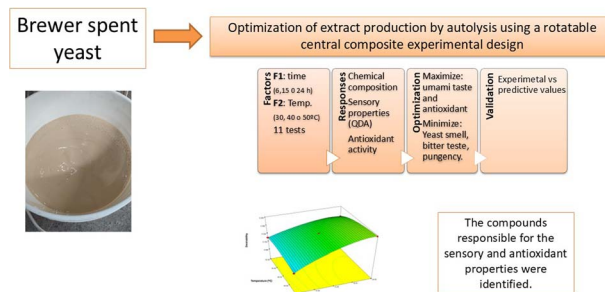 Brewer spent
yeast
Optimization of extract production by autolysis using a rotatable
central composite experimental design
Factors
F1: time
(6,15 0 24 h)
F2: Temp.
(30, 40 o 50ºC)
11 tests
Responses
Chemical
composition
Sensory
properties
(QDA)
Antioxidant
activity
Optimization
Maximize:
umami taste
and
antioxidant
Minimize:
Yeast smell,
bitter teste,
pungency.
Validation
Experimetal vs
predictive values
The compounds
responsible for the
sensory and antioxidant
properties were
identified.